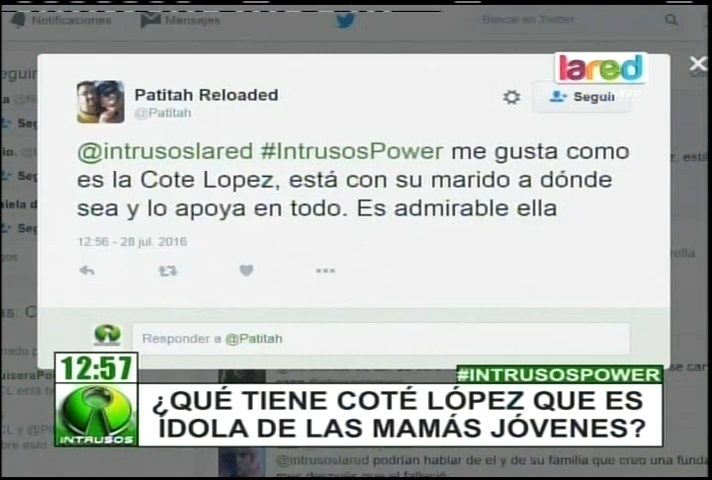 Notificaciones
Mensajes
Buscar en Twitter
lared
Patitah Reloaded
@Patitah
Seguir
@intrusoslared #IntrusosPower me gusta como
es la Cote Lopez, está con su marido a dónde
sea y lo apoya en todo. Es admirable ella
12:56 - 28 jul. 2016
Responder a @Patitah
12:57
#INTRUSOSPOWER
INTRUSOS
¿QUÉ TIENE COTÉ LÓPEZ QUE ES
ÍDOLA DE LAS MAMÁS JÓVENES?
@intrusoslared podrían hablar de el y de su familia que creo una funda